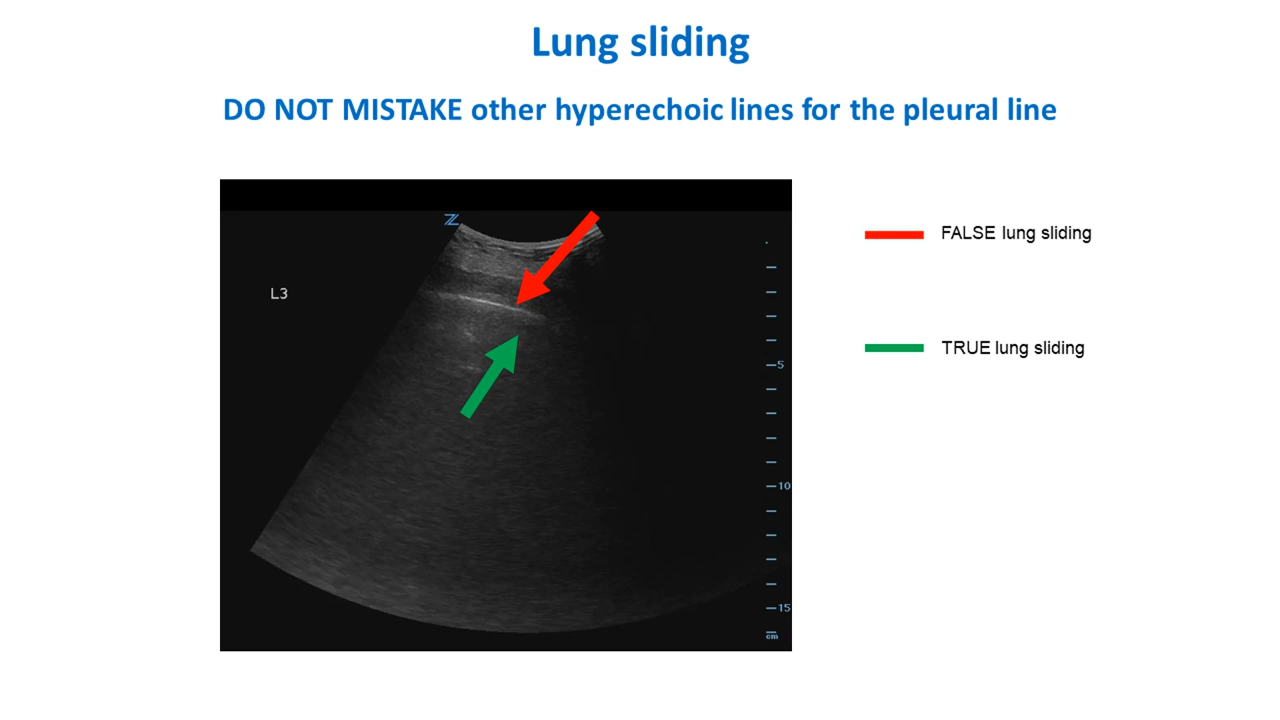 Lung sliding
DO NOT MISTAKE other hyperechoic lines for the pleural line
Z
L3
FALSE lung sliding
TRUE lung sliding
5
10
15
cm